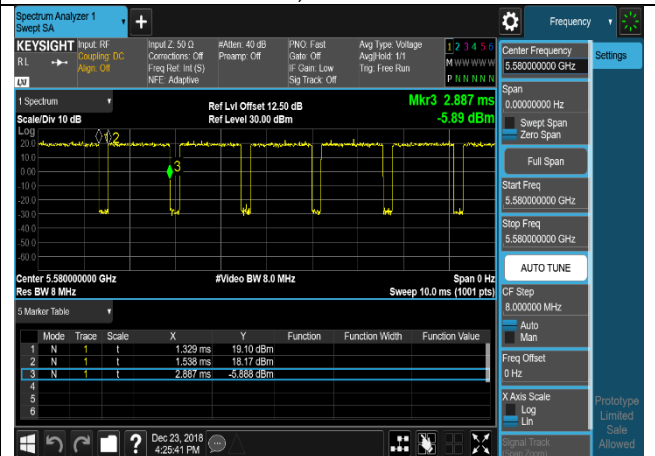 Spectrum Analyzer 1
Swept SA
+
Frequency
KEYSIGHT
RL
LVI
Input: RF
Coupling: DC
Align: Off
Input Z: 50 Ω
Corrections: Off
Freq Ref: Int (S)
NFE: Adaptive
#Atten: 40 dB
Preamp: Off
PNO: Fast
Gate: Off
IF Gain: Low
Sig Track: Off
Avg Type: Voltage
Avg|Hold: 1/1
Trig: Free Run
1 2 3 4 5 6
M W W W W W
P N N N N N
1 Spectrum
Scale/Div 10 dB
Ref Lvl Offset 12.50 dB
Ref Level 30.00 dBm
Mkr3 2.887 ms
-5.89 dBm
Log
20.0
10.0
0.00
-10.0
-20.0
-30.0
-40.0
-50.0
-60.0
1 2
3
Center 5.580000000 GHz
Res BW 8 MHz
#Video BW 8.0 MHz
Span 0 Hz
Sweep 10.0 ms (1001 pts)
5 Marker Table
Mode Trace Scale X Y Function Function Width Function Value
1 N 1 t 1.329 ms 19.10 dBm
2 N 1 t 1.538 ms 18.17 dBm
3 N 1 t 2.887 ms -5.888 dBm
4
5
6
?
Dec 23, 2018
4:25:41 PM
Center Frequency
5.580000000 GHz
Span
0.00000000 Hz
Swept Span
Zero Span
Full Span
Start Freq
5.580000000 GHz
Stop Freq
5.580000000 GHz
AUTO TUNE
CF Step
8.000000 MHz
Auto
Man
Freq Offset
0 Hz
X Axis Scale
Log
Lin
Signal Track
(Span Zoom)
Settings
Prototype
Limited
Sale
Allowed